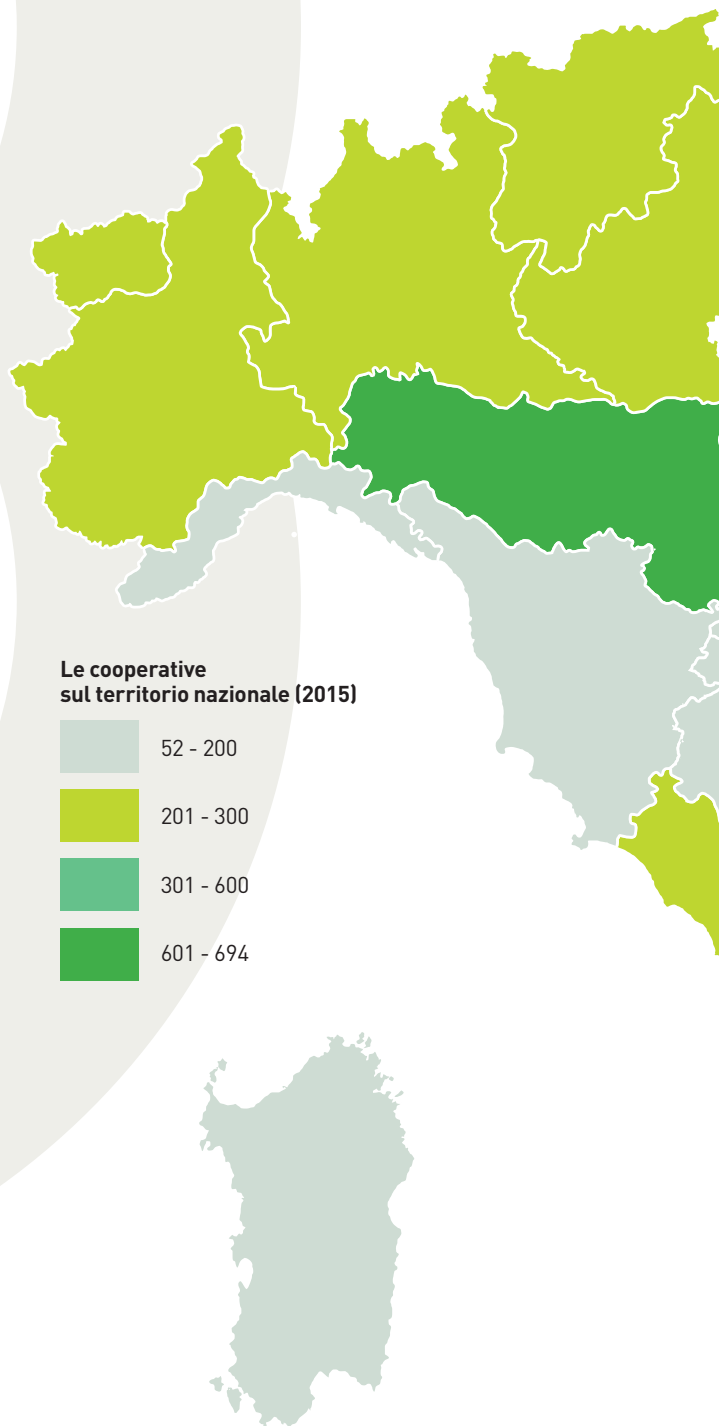 Le cooperative
sul territorio nazionale (2015)
52 - 200
201 - 300
301 - 600
601 - 694